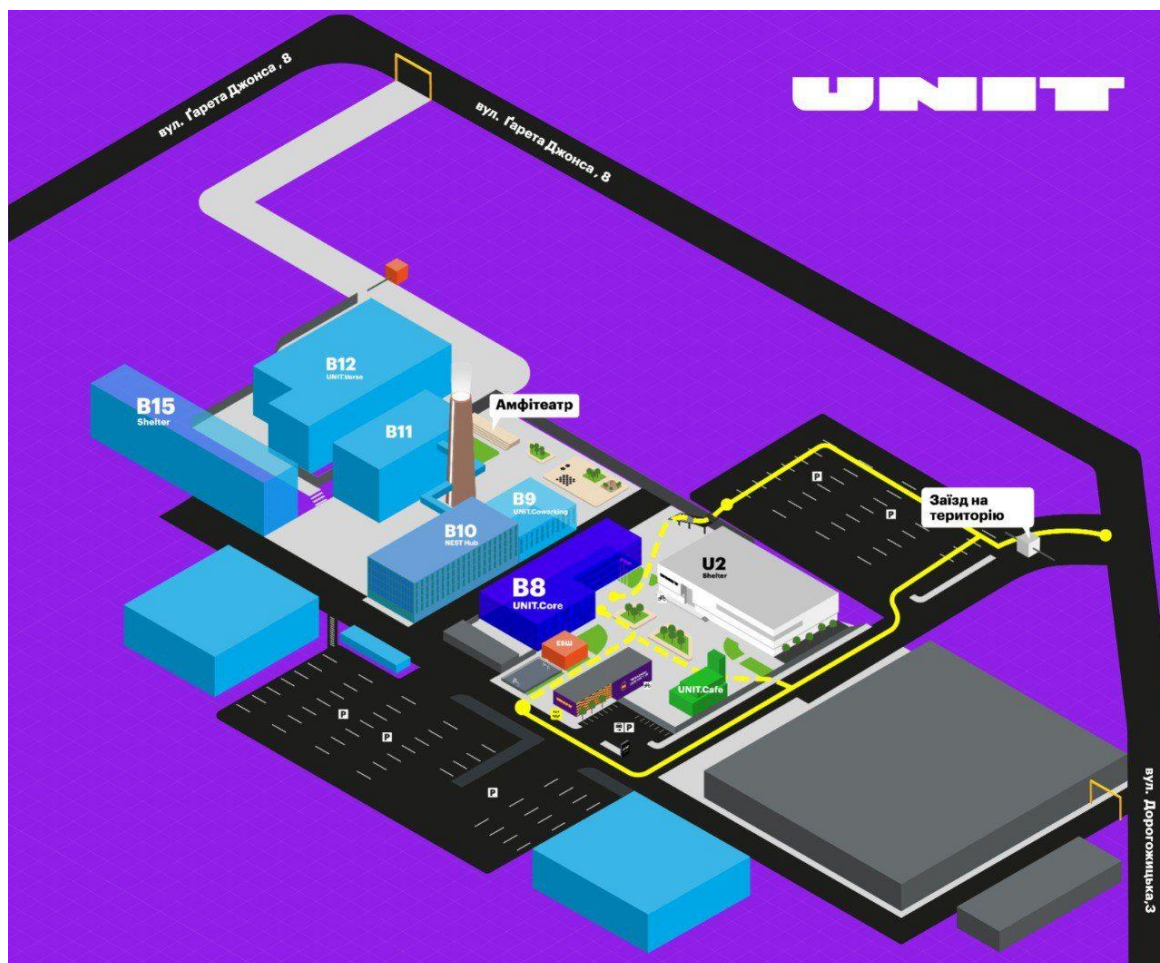 UNIT
вул. Ґарета Джонса , 8
вул. Ґарета Джонса , 8
B12
UNIT.Verse
B15
Shelter
B11
Амфітеатр
B9
UNIT.Coworking
B10
NEST Hub
Заїзд на
територію
P
P
U2
Shelter
B8
UNIT.Core
UNIT.Cafe
P
P
P
P
вул. Дорогожицька,3